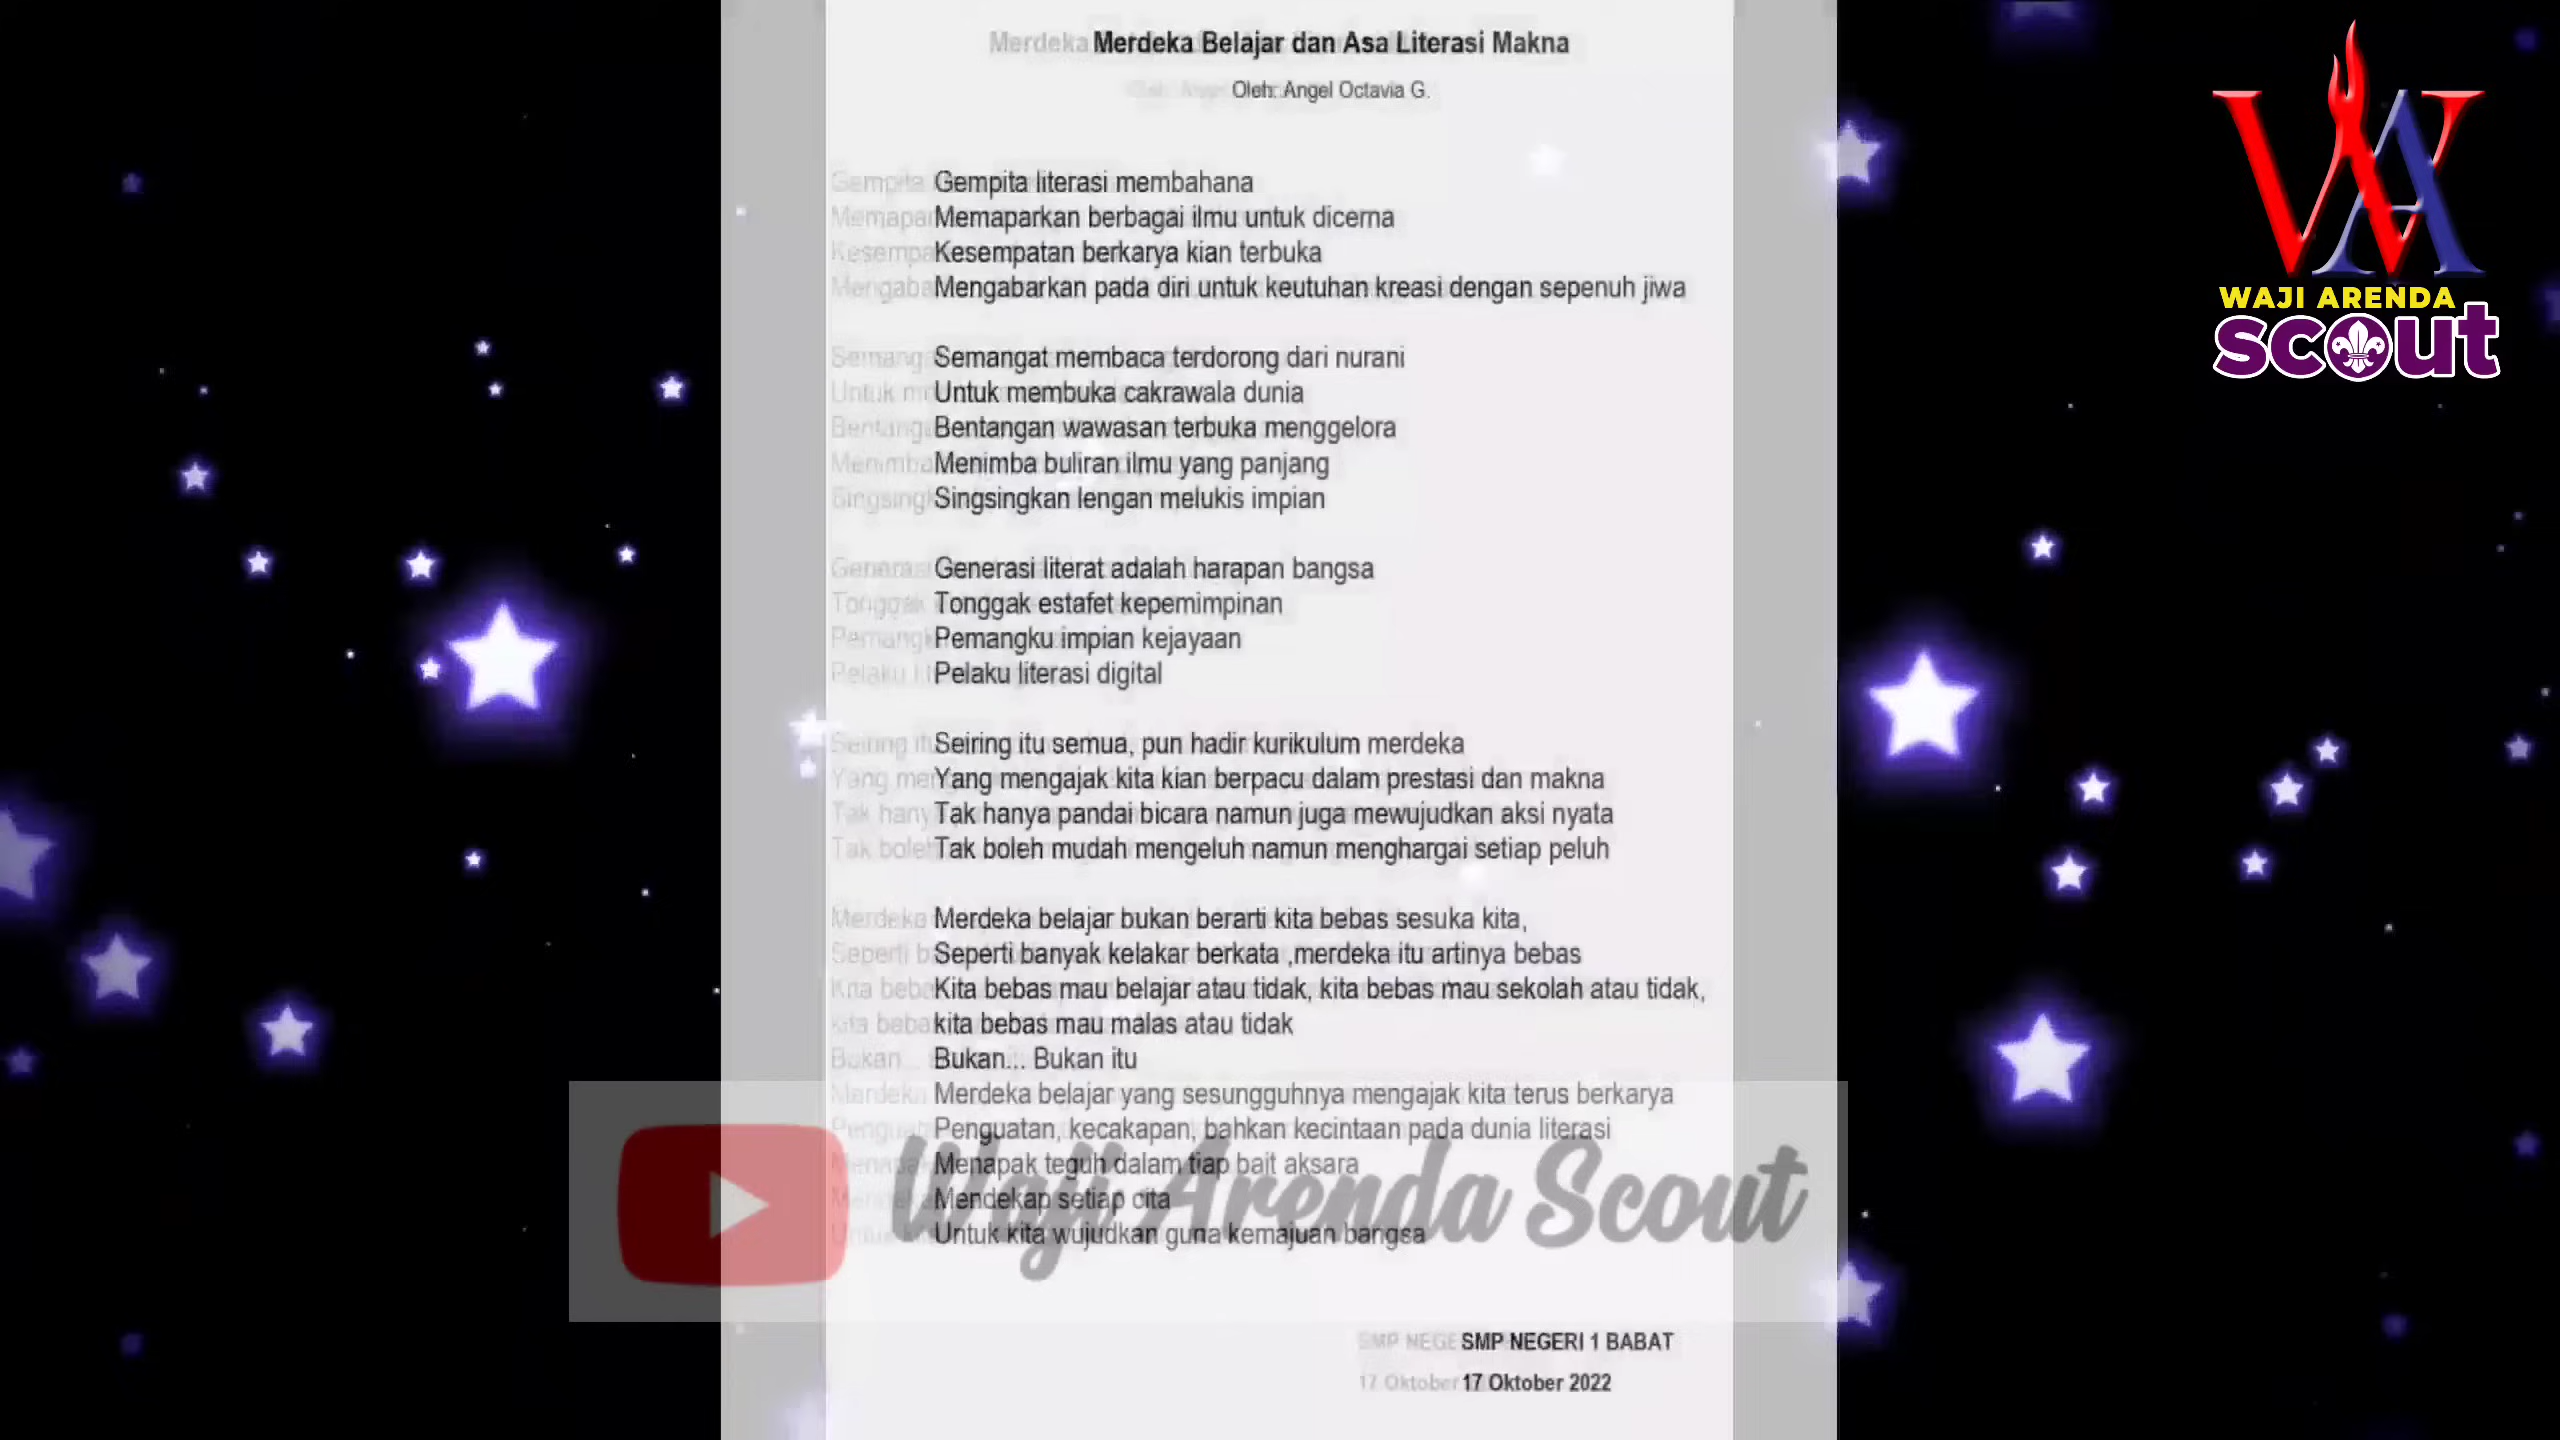 Merdeka Belajar dan Asa Literasi Makna
Oleh: Angel Octavia G.
Gempita literasi membahana
Memaparkan berbagai ilmu untuk dicerna
Kesempatan berkarya kian terbuka
Mengabarkan pada diri untuk keutuhan kreasi dengan sepenuh jiwa
Semangat membaca terdorong dari nurani
Untuk membuka cakrawala dunia
Bentangan wawasan terbuka menggelora
Menimba buliran ilmu yang panjang
Singsingkan lengan melukis impian
Generasi literat adalah harapan bangsa
Tonggak estafet kepemimpinan
Pemangku impian kejayaan
Pelaku literasi digital
Seiring itu semua, pun hadir kurikulum merdeka
Yang mengajak kita kian berpacu dalam prestasi dan makna
Tak hanya pandai bicara namun juga mewujudkan aksi nyata
Tak boleh mudah mengeluh namun menghargai setiap peluh
Merdeka belajar bukan berarti kita bebas sesuka kita,
Seperti banyak kelakar berkata ,merdeka itu artinya bebas
Kita bebas mau belajar atau tidak, kita bebas mau sekolah atau tidak,
kita bebas mau malas atau tidak
Bukan... Bukan itu
Merdeka belajar yang sesungguhnya mengajak kita terus berkarya
Penguatan, kecakapan, bahkan kecintaan pada dunia literasi
Menapak teguh dalam tiap bait aksara
Mendekap setiap cita
Untuk kita wujudkan guna kemajuan bangsa
SMP NEGERI 1 BABAT
17 Oktober 2022
Waji Arenda Scout
WA
WAJI ARENDA
scout